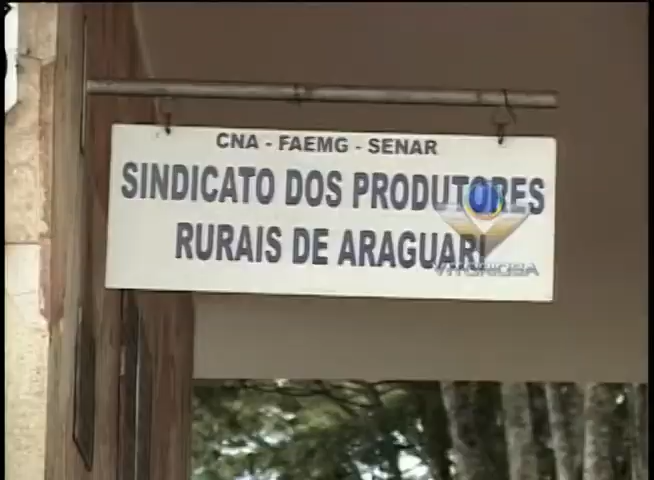 CNA - FAEMG - SENAR
SINDICATO DOS PRODUTORES
RURAIS DE ARAGUARI
VITORIOSA